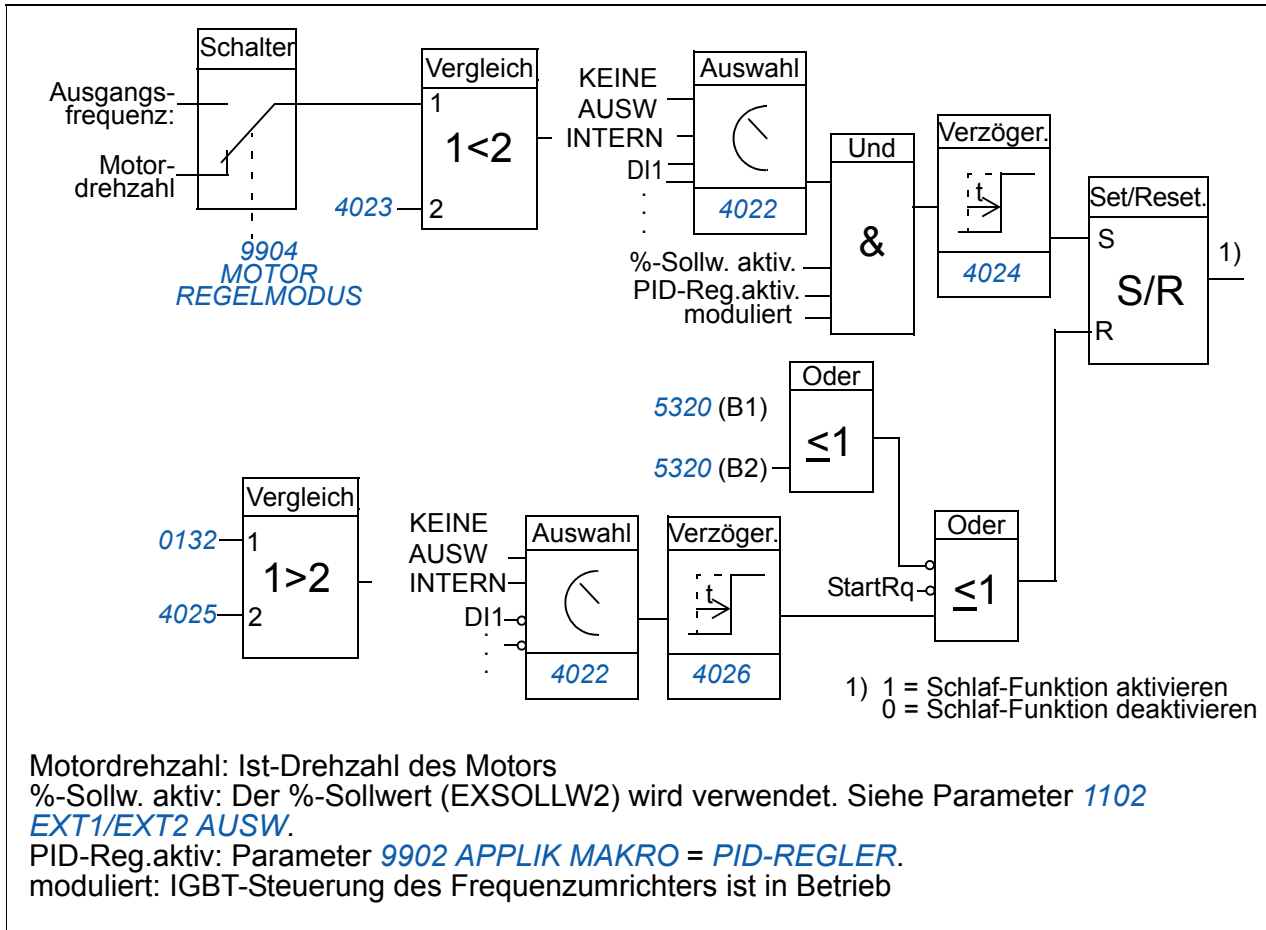 Schalter
Ausgangs-
frequenz:
Motor-
drehzahl
9904
MOTOR
REGELMODUS
Vergleich
1
1<2
4023
2
KEINE
AUSW
INTERN
DI1
.
.
.
Auswahl
4022
%-Sollw. aktiv.
PID-Reg.aktiv.
moduliert
Und
&
Verzöger.
t
4024
Set/Reset.
S
S/R
R
1)
Oder
5320 (B1)
≤1
5320 (B2)
Vergleich
0132
1
1>2
4025
2
KEINE
AUSW
INTERN
DI1
.
.
.
Auswahl
4022
Verzöger.
t
4026
Oder
StartRq
≤1
1) 1 = Schlaf-Funktion aktivieren
0 = Schlaf-Funktion deaktivieren
Motordrehzahl: Ist-Drehzahl des Motors
%-Sollw. aktiv: Der %-Sollwert (EXSOLLW2) wird verwendet. Siehe Parameter 1102
EXT1/EXT2 AUSW.
PID-Reg.aktiv: Parameter 9902 APPLIK MAKRO = PID-REGLER.
moduliert: IGBT-Steuerung des Frequenzumrichters ist in Betrieb